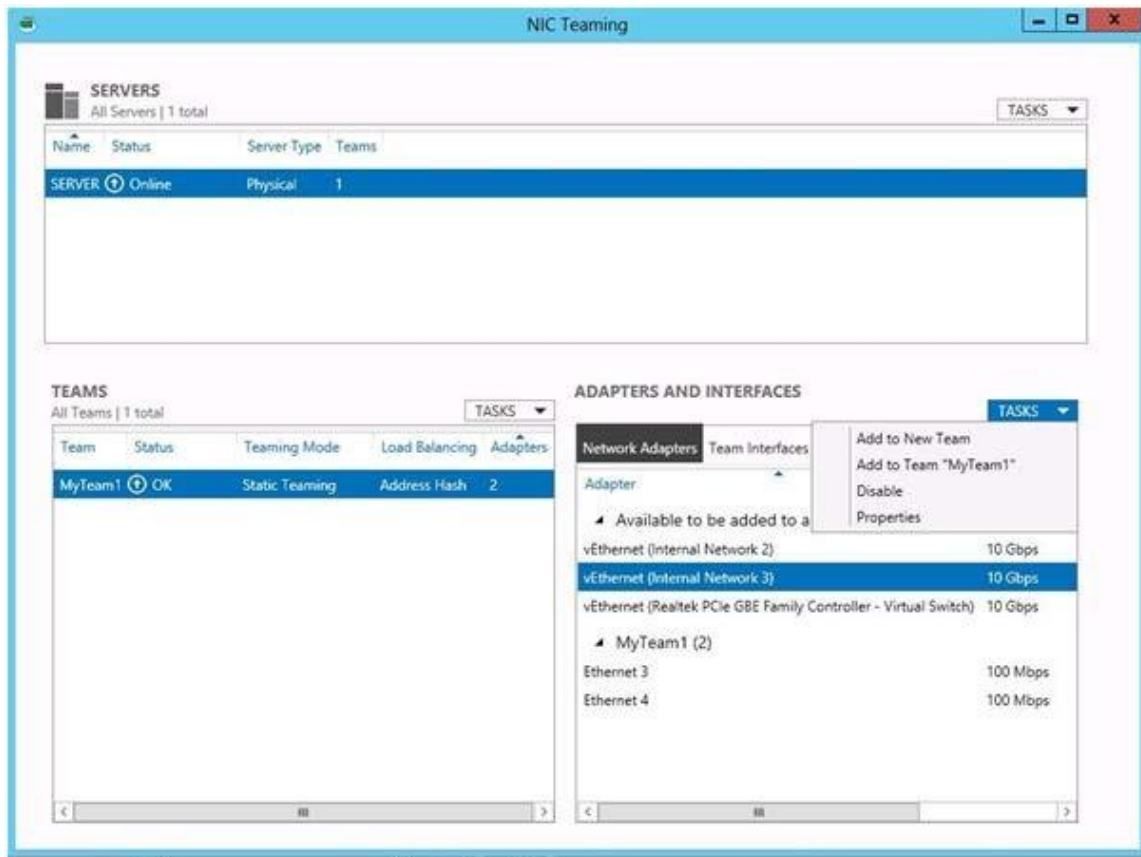 NIC Teaming
SERVERS
All Servers | 1 total
TASKS
Name Status Server Type Teams
SERVER Online Physical 1
TEAMS
All Teams | 1 total
TASKS
Team Status Teaming Mode Load Balancing Adapters
MyTeam1 OK Static Teaming Address Hash 2
ADAPTERS AND INTERFACES
TASKS
Network Adapters Team Interfaces
Add to New Team
Add to Team "MyTeam1"
Disable
Properties
Adapter
Available to be added to a
vEthernet (Internal Network 2) 10 Gbps
vEthernet (Internal Network 3) 10 Gbps
vEthernet (Realtek PCIe GBE Family Controller - Virtual Switch) 10 Gbps
MyTeam1 (2)
Ethernet 3 100 Mbps
Ethernet 4 100 Mbps